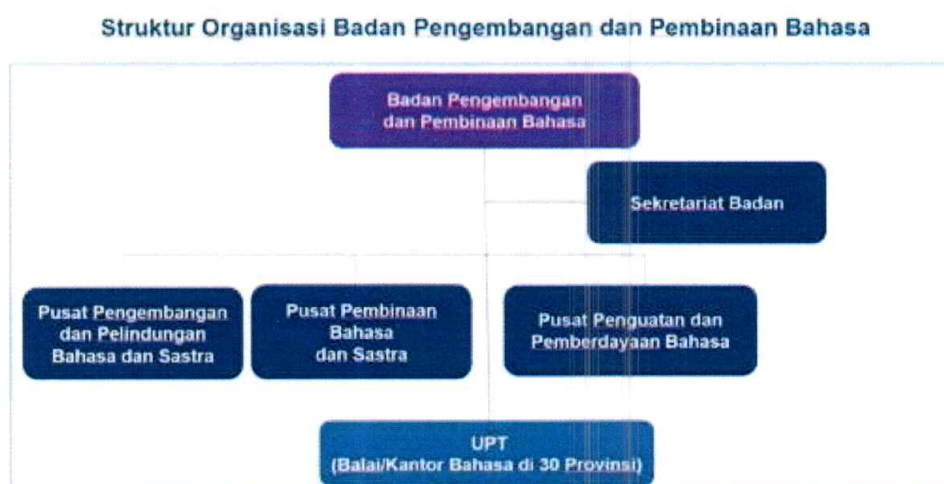 Struktur Organisasi Badan Pengembangan dan Pembinaan Bahasa
Badan Pengembangan
dan Pembinaan Bahasa
Sekretariat Badan
Pusat Pengembangan
dan Pelindungan
Bahasa dan Sastra
Pusat Pembinaan
Bahasa
dan Sastra
Pusat Penguatan dan
Pemberdayaan Bahasa
UPT
(Balai/Kantor Bahasa di 30 Provinsi)